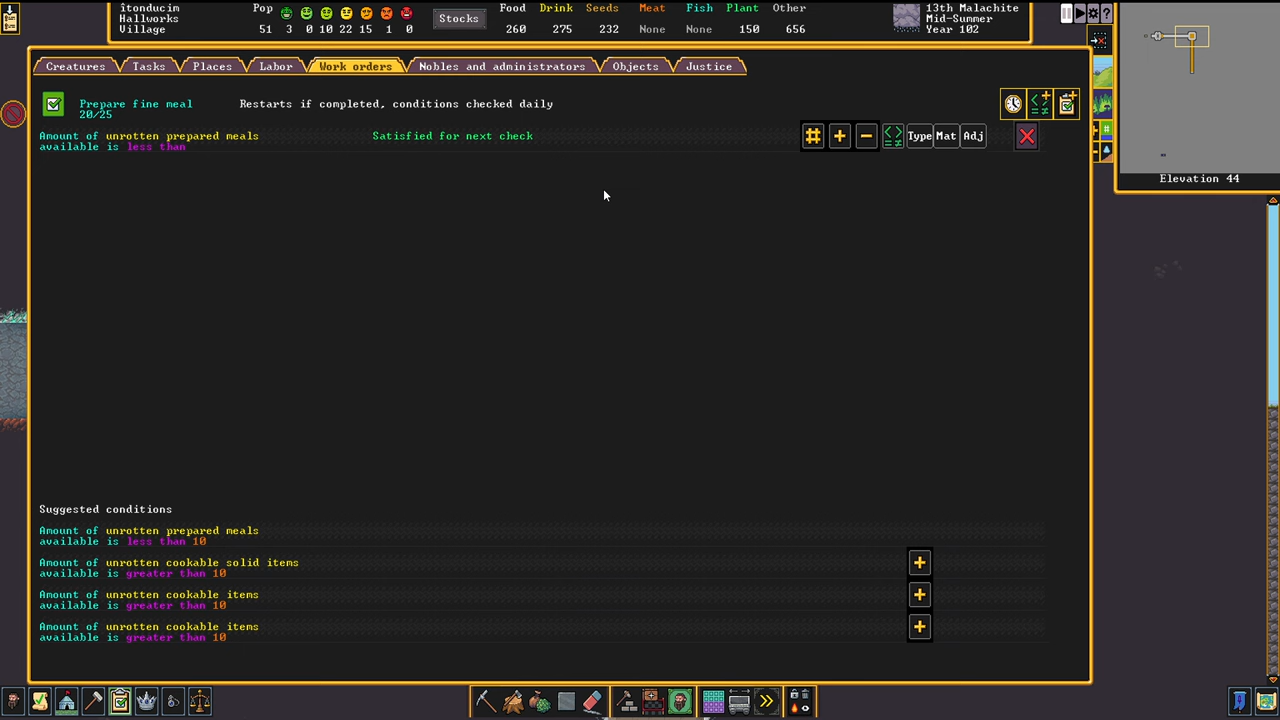 itonducim
Hallworks
Village
Pop
51 3 0 10 22 15 1 0
Stocks
Food Drink Seeds Meat Fish Plant Other
260 275 232 None None 150 656
13th Malachite
Mid-Summer
Year 102
Creatures Tasks Places Labor Work orders Nobles and administrators Objects Justice
Prepare fine meal Restarts if completed, conditions checked daily
20/25
Amount of unrotten prepared meals Satisfied for next check
available is less than
Type Mat Adj
Elevation 44
Suggested conditions
Amount of unrotten prepared meals
available is less than 10
Amount of unrotten cookable solid items
available is greater than 10
Amount of unrotten cookable items
available is greater than 10
Amount of unrotten cookable items
available is greater than 10